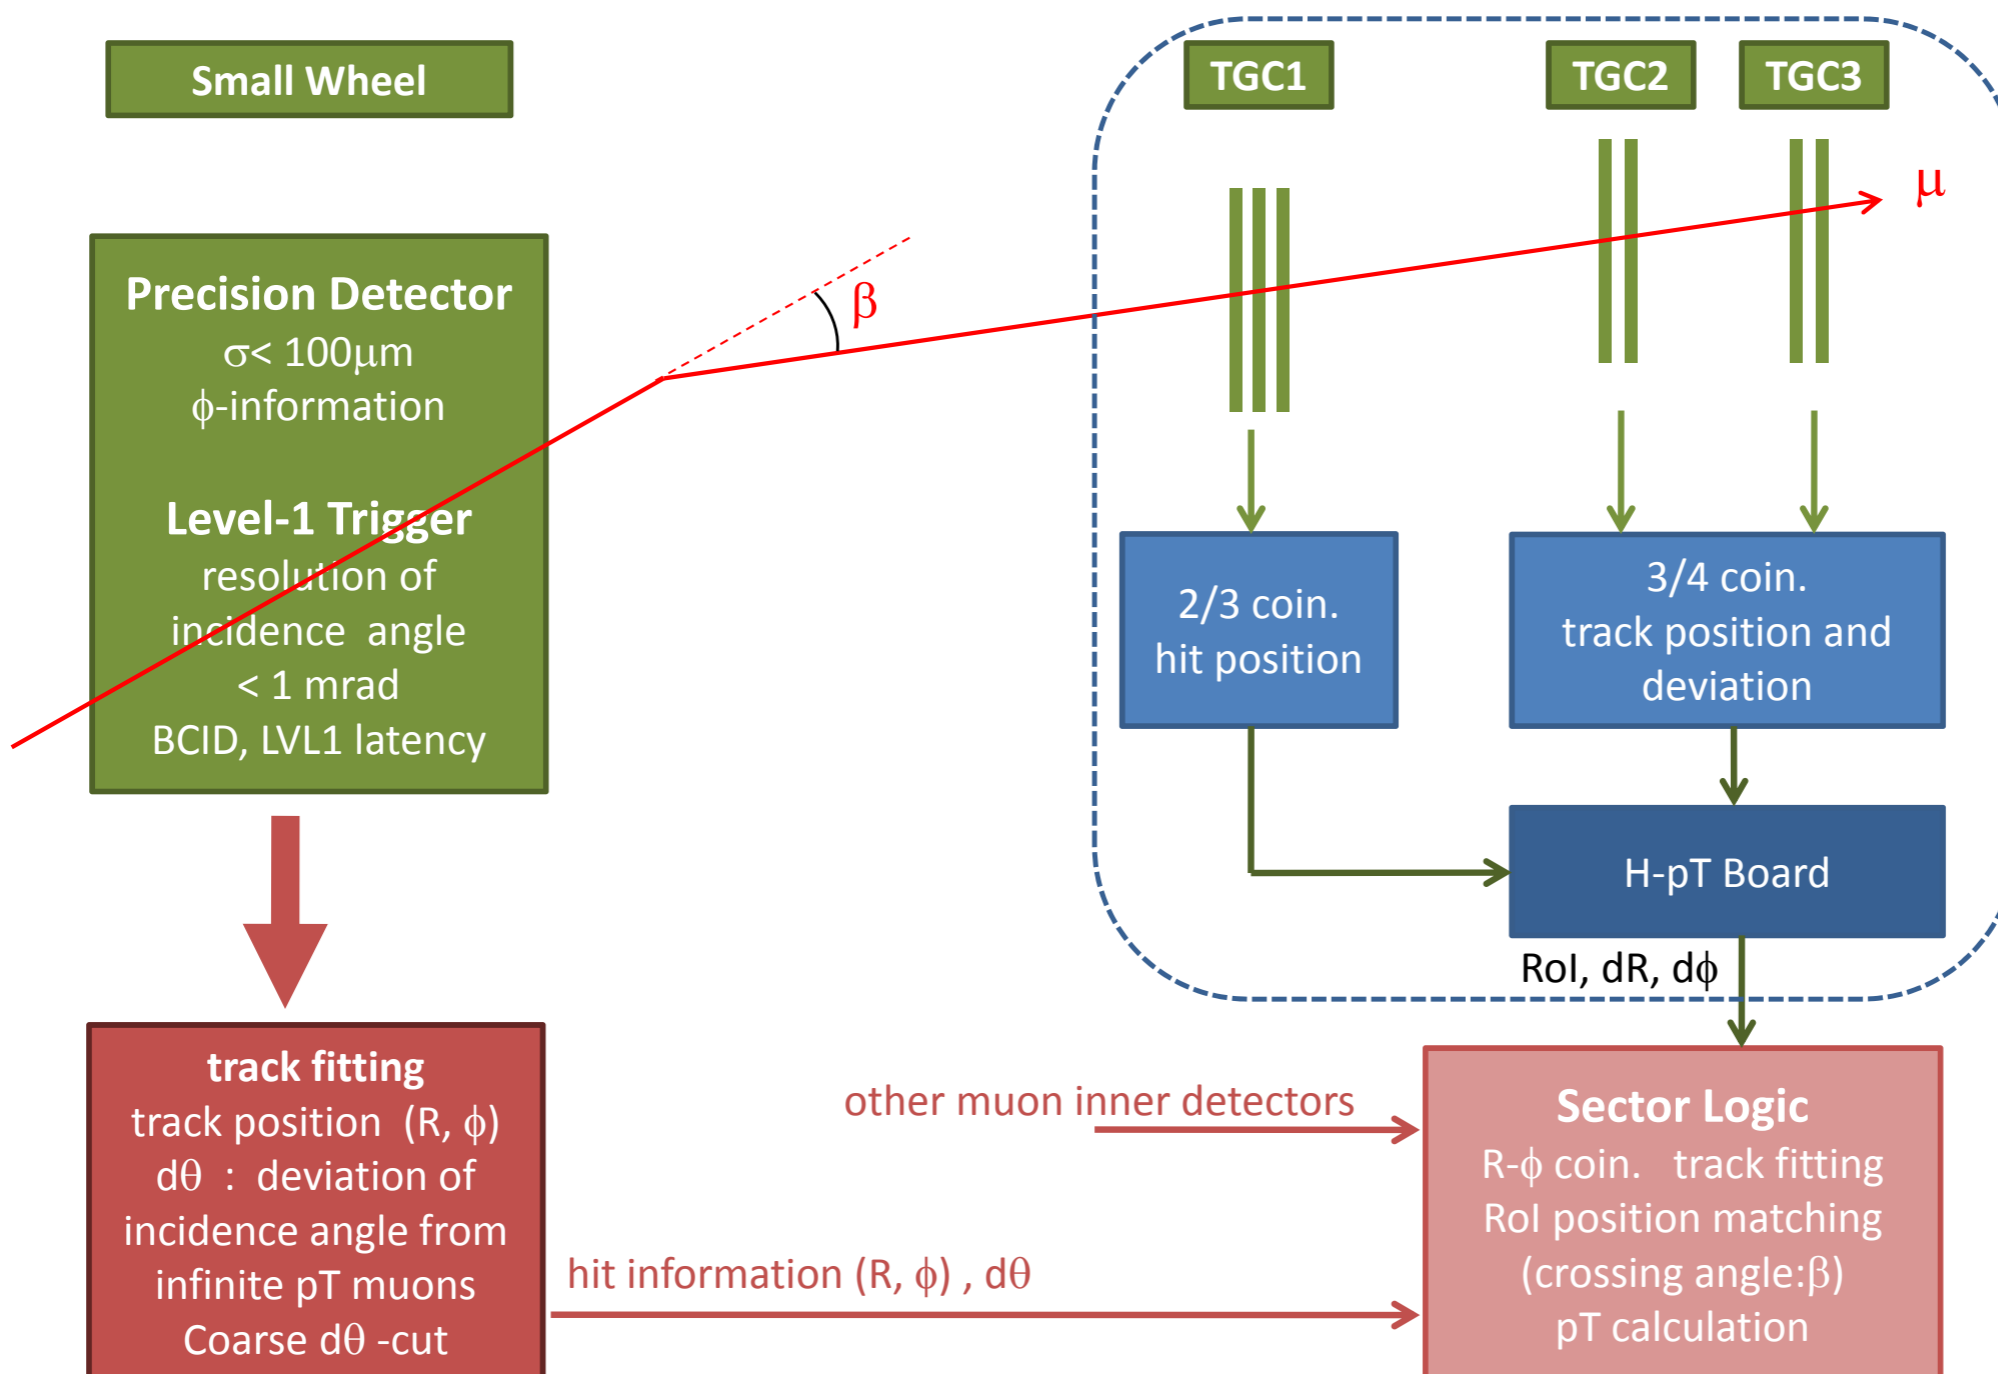 Small Wheel
TGC1
TGC2
TGC3
μ
β
Precision Detector
σ< 100μm
ϕ-information
Level-1 Trigger
resolution of
incidence angle
< 1 mrad
BCID, LVL1 latency
2/3 coin.
hit position
3/4 coin.
track position and
deviation
H-pT Board
RoI, dR, dϕ
track fitting
track position (R, ϕ)
dθ : deviation of
incidence angle from
infinite pT muons
Coarse dθ -cut
other muon inner detectors
hit information (R, ϕ) , dθ
Sector Logic
R-ϕ coin. track fitting
RoI position matching
(crossing angle:β)
pT calculation